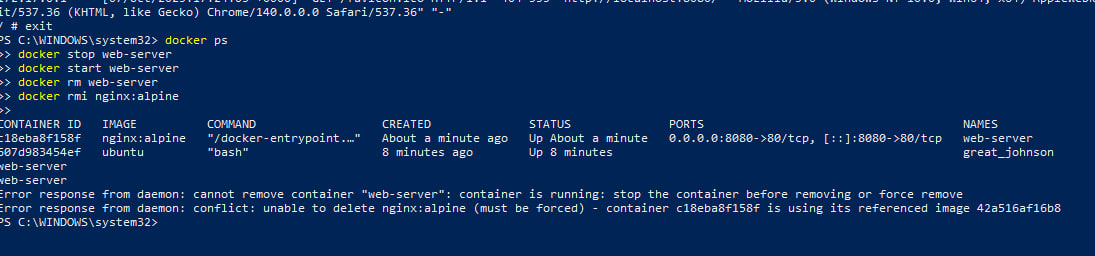 it/537.36 (KHTML, like Gecko) Chrome/140.0.0.0 Safari/537.36" "-"
/ # exit
PS C:\WINDOWS\system32> docker ps
>> docker stop web-server
>> docker start web-server
>> docker rm web-server
>> docker rmi nginx:alpine
>>
CONTAINER ID   IMAGE          COMMAND                  CREATED              STATUS              PORTS                                     NAMES
c18eba8f158f   nginx:alpine   "/docker-entrypoint.…"   About a minute ago   Up About a minute   0.0.0.0:8080->80/tcp, [::]:8080->80/tcp   web-server
607d983454ef   ubuntu         "bash"                   8 minutes ago        Up 8 minutes                                                  great_johnson
web-server
web-server
Error response from daemon: cannot remove container "web-server": container is running: stop the container before removing or force remove
Error response from daemon: conflict: unable to delete nginx:alpine (must be forced) - container c18eba8f158f is using its referenced image 42a516af16b8
PS C:\WINDOWS\system32>